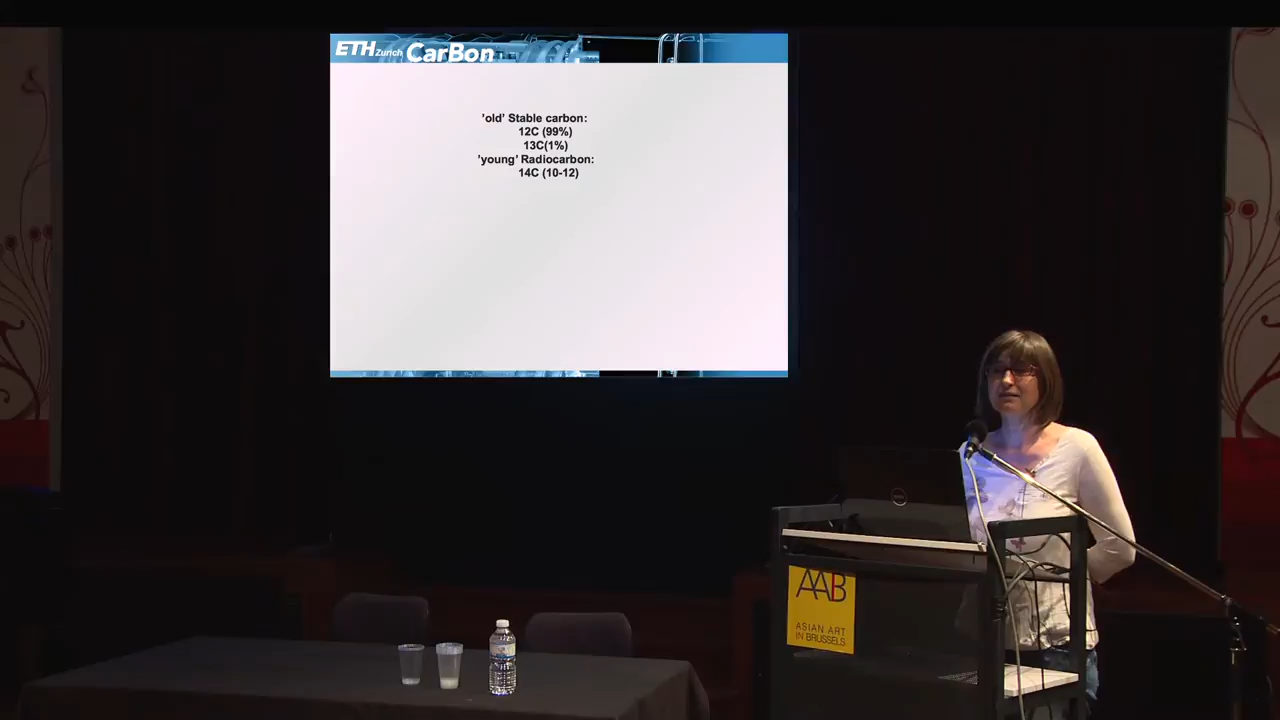 ETH Zurich CarBon
'old' Stable carbon:
12C (99%)
13C(1%)
'young' Radiocarbon:
14C (10-12)
AAB
ASIAN ART
IN BRUSSELS